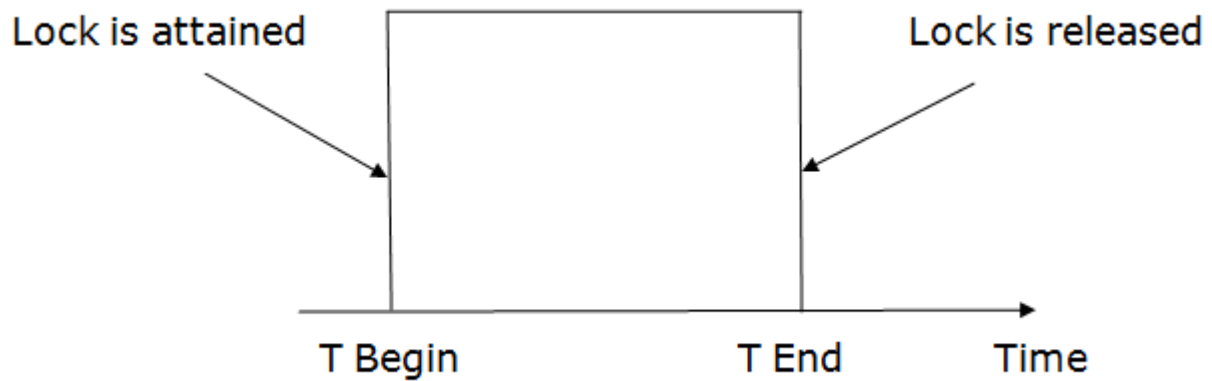 Lock is attained
Lock is released
T Begin
T End
Time